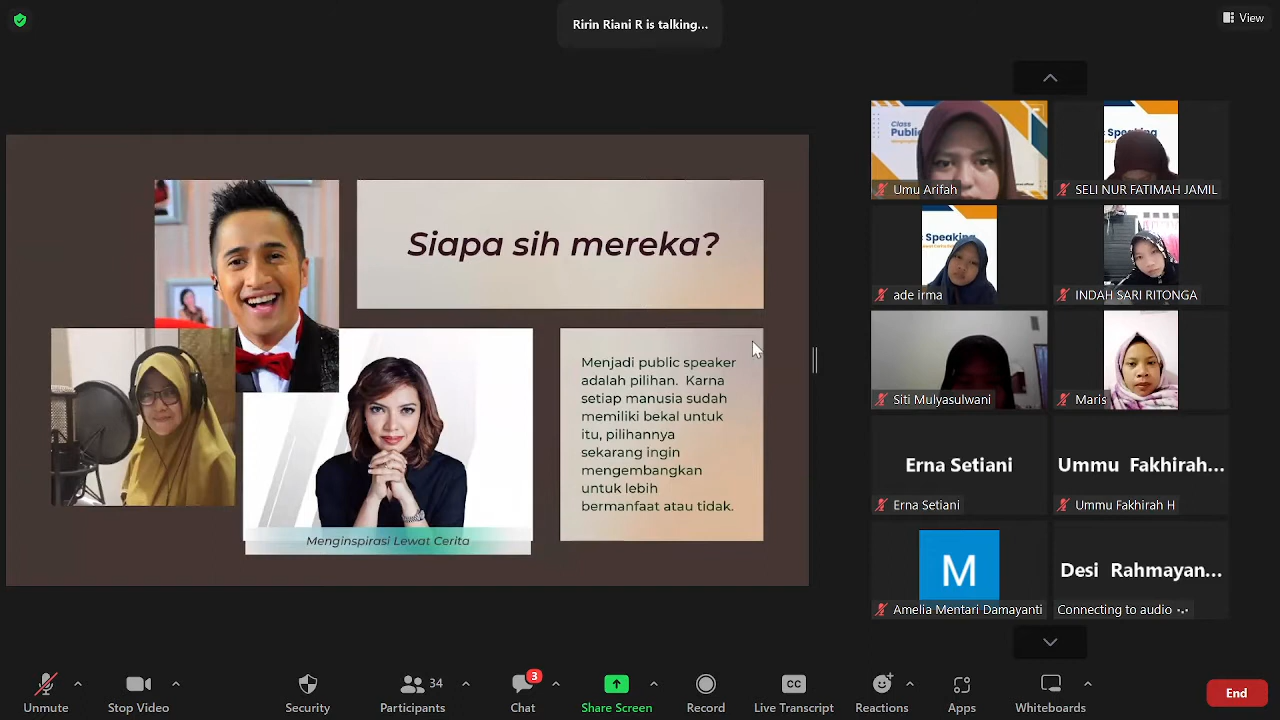 Ririn Riani R is talking...
View
Siapa sih mereka?
Menjadi public speaker
adalah pilihan. Karna
setiap manusia sudah
memiliki bekal untuk
itu, pilihannya
sekarang ingin
mengembangkan
untuk lebih
bermanfaat atau tidak.
Menginspirasi Lewat Cerita
Class
Public
Umu Arifah
Speaking
SELI NUR FATIMAH JAMIL
Speaking
ade irma
INDAH SARI RITONGA
Siti Mulyasulwani
Maris
Erna Setiani
Erna Setiani
Ummu Fakhirah...
Ummu Fakhirah H
M
Amelia Mentari Damayanti
Desi Rahmayan...
Connecting to audio
Unmute
Stop Video
Security
34
Participants
3
Chat
Share Screen
Record
CC
Live Transcript
Reactions
Apps
Whiteboards
End